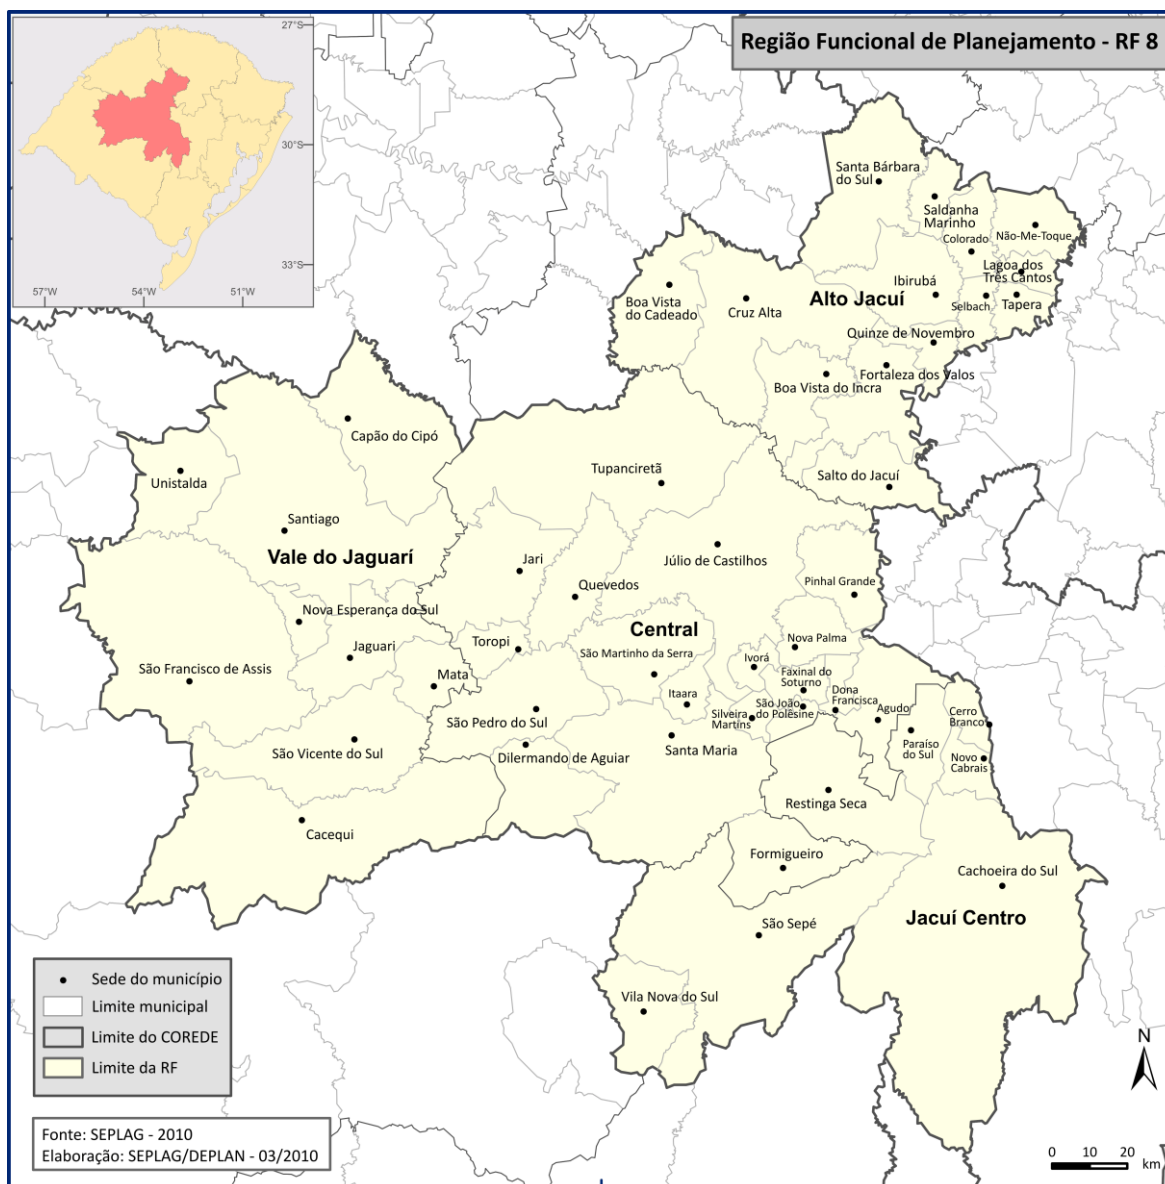 Região Funcional de Planejamento - RF 8
27°S
30°S
33°S
57°W
54°W
51°W
Santa Bárbara
do Sul
Saldanha
Marinho
Não-Me-Toque
Colorado
Lagoa dos
Três Cantos
Ibirubá
Alto Jacuí
Selbach
Tapera
Boa Vista
do Cadeado
Cruz Alta
Quinze de Novembro
Fortaleza dos Valos
Boa Vista do Incra
Capão do Cipó
Unistalda
Tupanciretã
Salto do Jacuí
Santiago
Vale do Jaguarí
Jari
Júlio de Castilhos
Quevedos
Pinhal Grande
Nova Esperança do Sul
Central
Jaguari
Toropi
São Martinho da Serra
Nova Palma
Ivorá
Faxinal do
Soturno
São Francisco de Assis
Mata
Itaara
Dona
Francisca
São João
do Polêsine
Silveira
Martins
Agudo
Cerro
Branco
São Pedro do Sul
Paraíso
do Sul
Novo
Cabrais
São Vicente do Sul
Dilermando de Aguiar
Santa Maria
Restinga Seca
Cacequi
Formigueiro
Cachoeira do Sul
São Sepé
Jacuí Centro
Vila Nova do Sul
Sede do município
Limite municipal
Limite do COREDE
Limite da RF
Fonte: SEPLAG - 2010
Elaboração: SEPLAG/DEPLAN - 03/2010
N
0 10 20
km